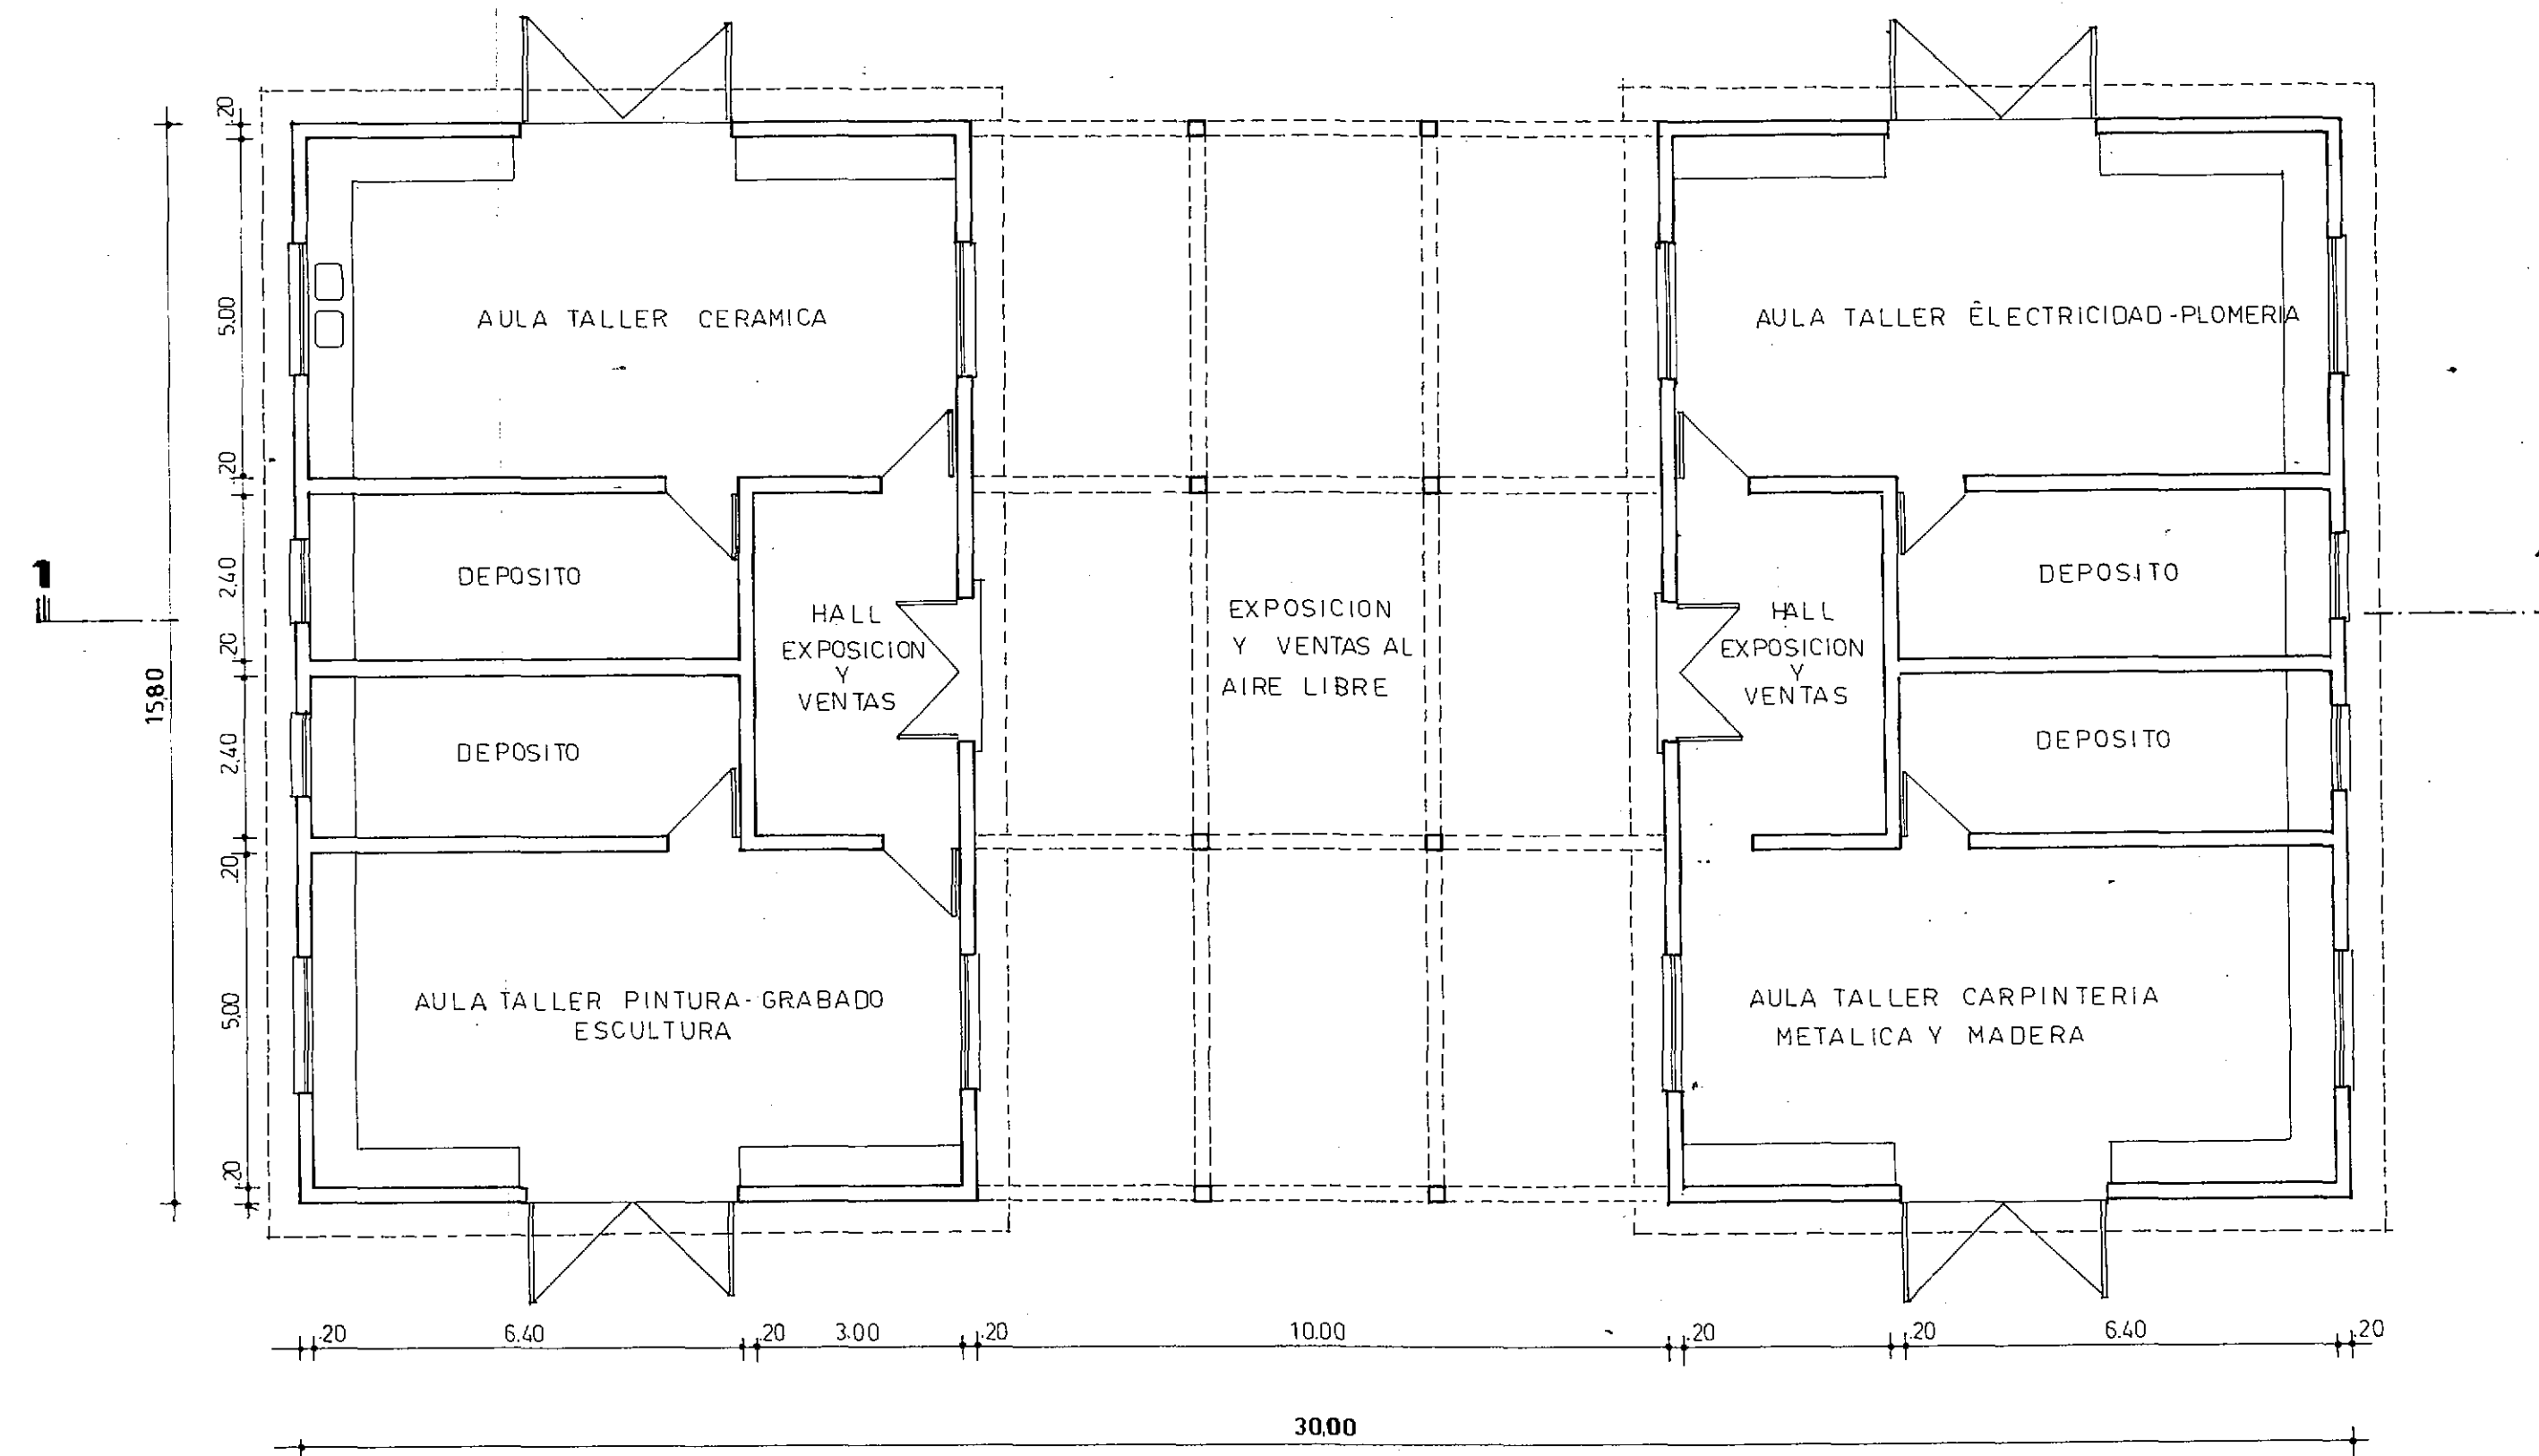 AULA TALLER CERAMICA
AULA TALLER ELECTRICIDAD-PLOMERIA
DEPOSITO
DEPOSITO
HALL
EXPOSICION
Y
VENTAS
EXPOSICION
Y VENTAS AL
AIRE LIBRE
HALL
EXPOSICION
Y
VENTAS
DEPOSITO
DEPOSITO
AULA TALLER PINTURA-GRABADO
ESCULTURA
AULA TALLER CARPINTERIA
METALICA Y MADERA
1
15,80
.20
5.00
.20
2,40
.20
2,40
.20
5,00
.20
.20
6.40
.20
3.00
.20
10.00
.20
.20
6.40
.20
30,00